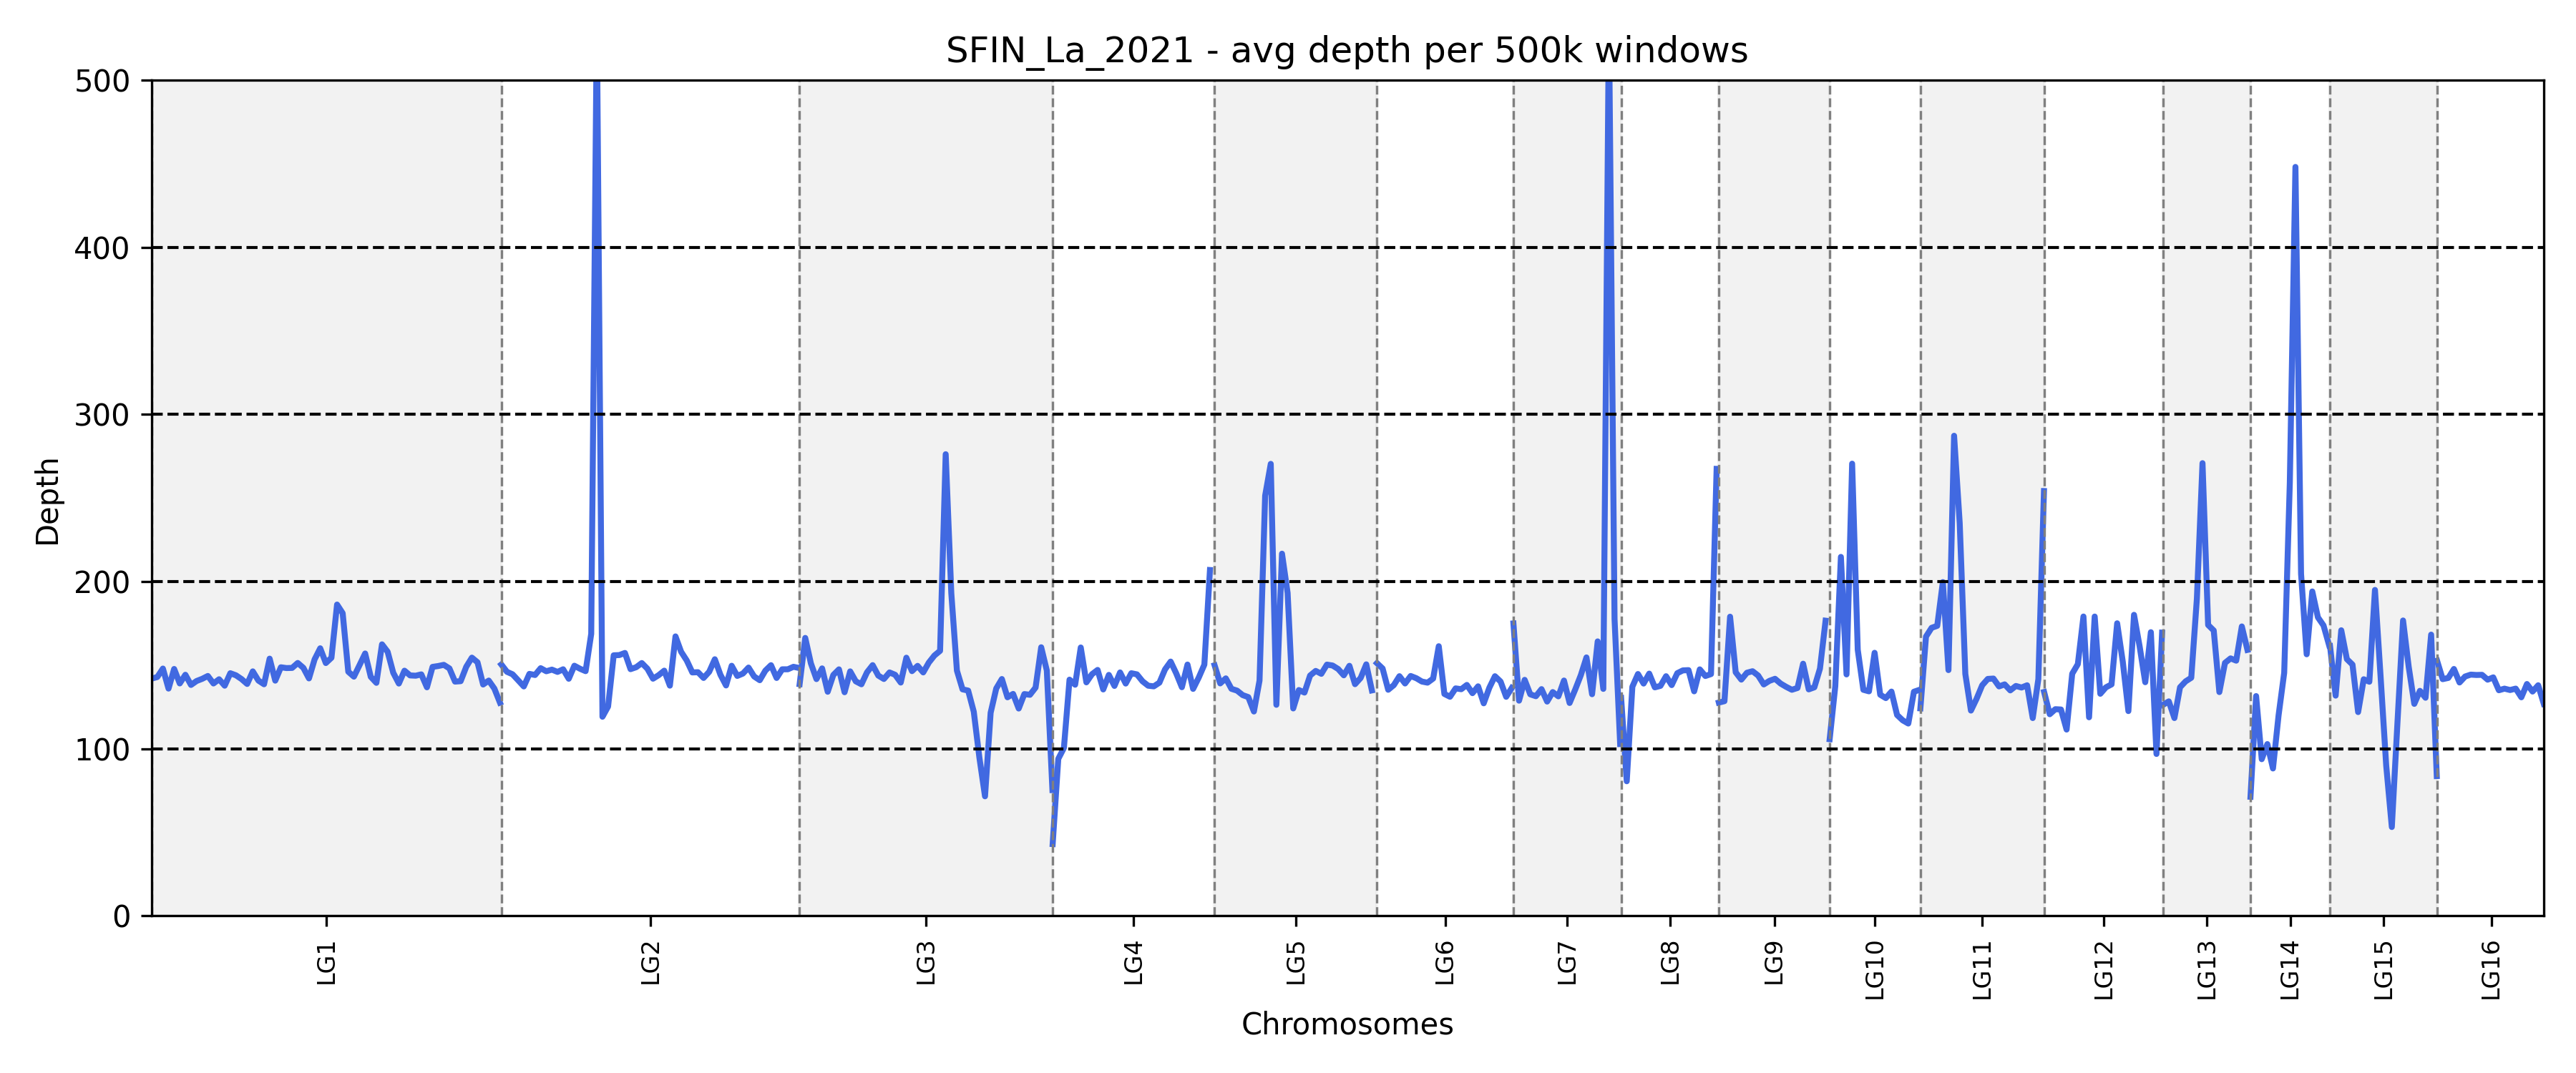 SFIN_La_2021 - avg depth per 500k windows
500
400
300
200
100
0
Depth
LG1
LG2
LG3
LG4
LG5
LG6
LG7
LG8
LG9
LG10
LG11
LG12
LG13
LG14
LG15
LG16
Chromosomes